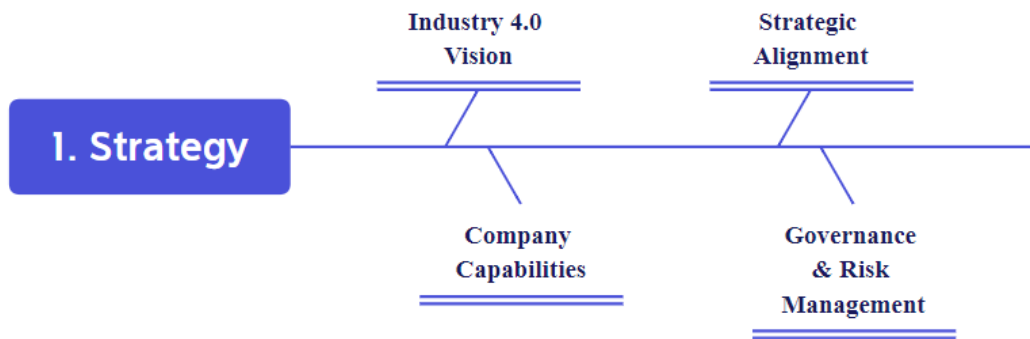 Industry 4.0
Vision
Strategic
Alignment
1. Strategy
Company
Capabilities
Governance
& Risk
Management